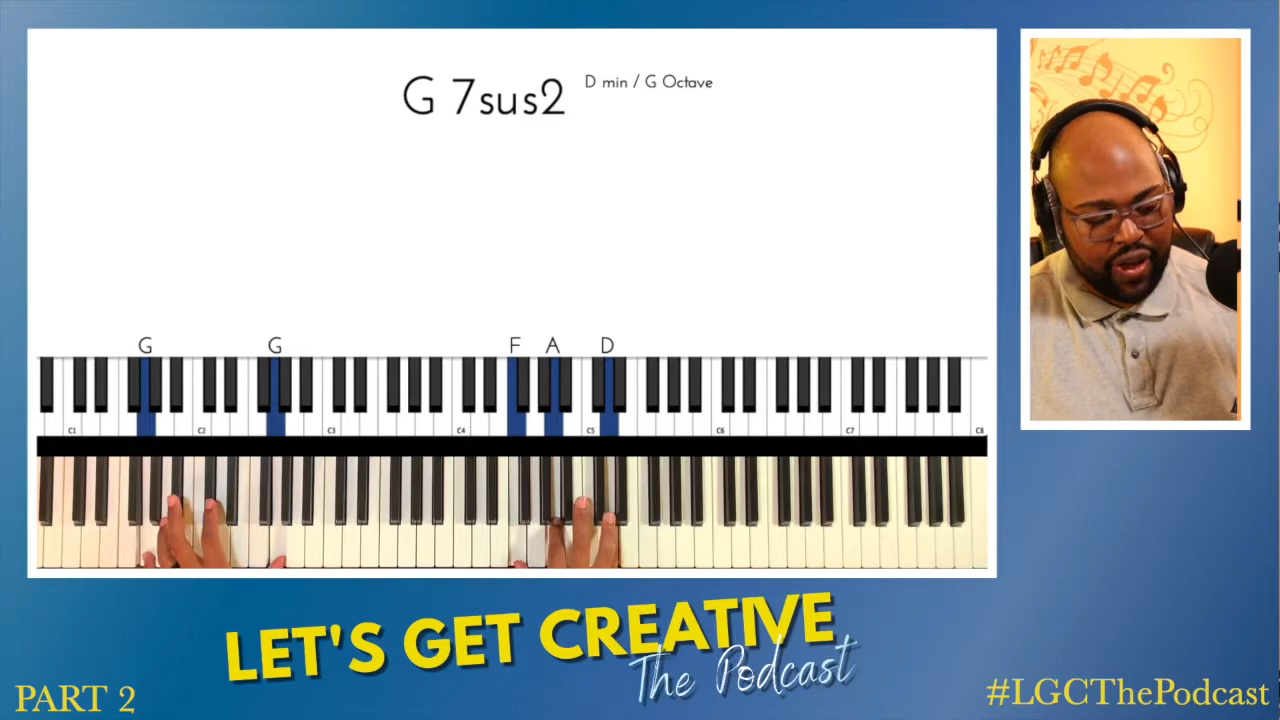 G 7sus2 D min / G Octave
G G F A D
C1 C2 C3 C4 C5 C6 C7 C8
LET'S GET CREATIVE
The Podcast
PART 2
#LGCThePodcast